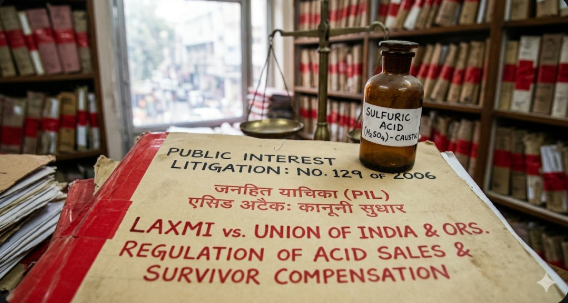 PUBLIC INTEREST
LITIGATION: NO. 129 OF 2006
जनहित याचिका (PIL)
एसिड अटैक: कानूनी सुधार
LAXMI vs. UNION OF INDIA & ORS.
REGULATION OF ACID SALES &
SURVIVOR COMPENSATION
SULFURIC
ACID
(H₂SO₄) - CAUSTIC